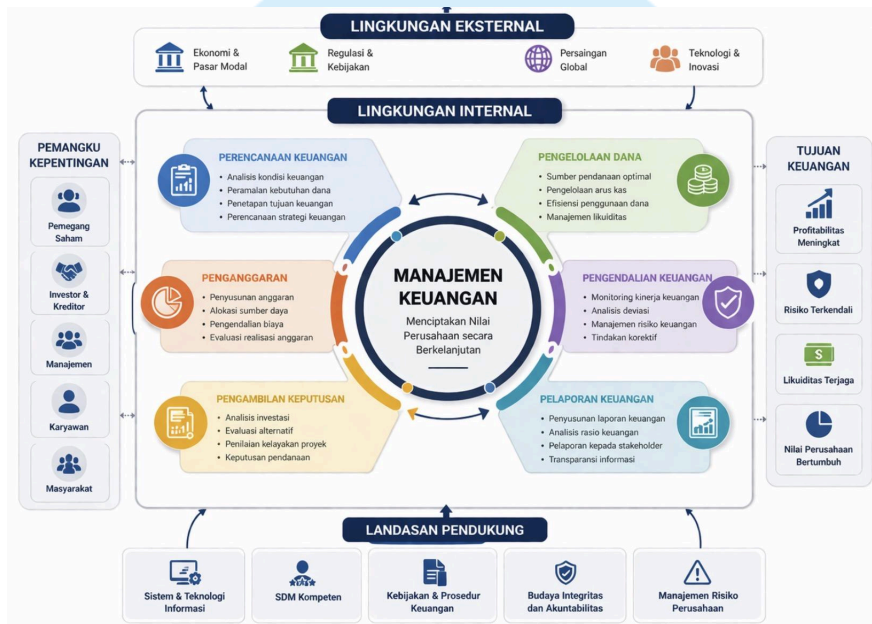 LINGKUNGAN EKSTERNAL
Ekonomi &
Pasar Modal
Regulasi &
Kebijakan
Persaingan
Global
Teknologi &
Inovasi
LINGKUNGAN INTERNAL
PEMANGKU
KEPENTINGAN
Pemegang
Saham
Investor &
Kreditor
Manajemen
Karyawan
Masyarakat
PERENCANAAN KEUANGAN
• Analisis kondisi keuangan
• Peramalan kebutuhan dana
• Penetapan tujuan keuangan
• Perencanaan strategi keuangan
PENGANGGARAN
• Penyusunan anggaran
• Alokasi sumber daya
• Pengendalian biaya
• Evaluasi realisasi anggaran
PENGAMBILAN KEPUTUSAN
• Analisis investasi
• Evaluasi alternatif
• Penilaian kelayakan proyek
• Keputusan pendanaan
MANAJEMEN
KEUANGAN
Menciptakan Nilai
Perusahaan secara
Berkelanjutan
PENGELOLAAN DANA
• Sumber pendanaan optimal
• Pengelolaan arus kas
• Efisiensi penggunaan dana
• Manajemen likuiditas
PENGENDALIAN KEUANGAN
• Monitoring kinerja keuangan
• Analisis deviasi
• Manajemen risiko keuangan
• Tindakan korektif
PELAPORAN KEUANGAN
• Penyusunan laporan keuangan
• Analisis rasio keuangan
• Pelaporan kepada stakeholder
• Transparansi informasi
TUJUAN
KEUANGAN
Profitabilitas
Meningkat
Risiko Terkendali
$
Likuiditas Terjaga
Nilai Perusahaan
Bertumbuh
LANDASAN PENDUKUNG
Sistem & Teknologi
Informasi
SDM Kompeten
Kebijakan & Prosedur
Keuangan
Budaya Integritas
dan Akuntabilitas
Manajemen Risiko
Perusahaan